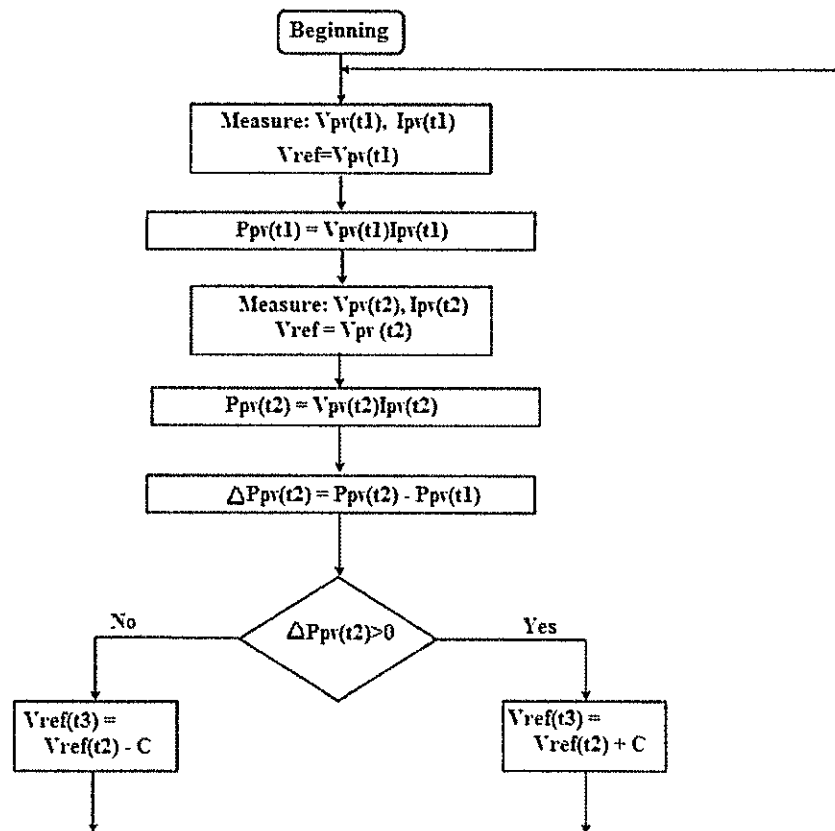 Beginning
Measure: Vpv(t1), Ipv(t1)
Vref=Vpv(t1)
Ppv(t1) = Vpv(t1)Ipv(t1)
Measure: Vpv(t2), Ipv(t2)
Vref = Vpv (t2)
Ppv(t2) = Vpv(t2)Ipv(t2)
△Ppv(t2) = Ppv(t2) - Ppv(t1)
△Ppv(t2)>0
No
Yes
Vref(t3) =
Vref(t2) - C
Vref(t3) =
Vref(t2) + C